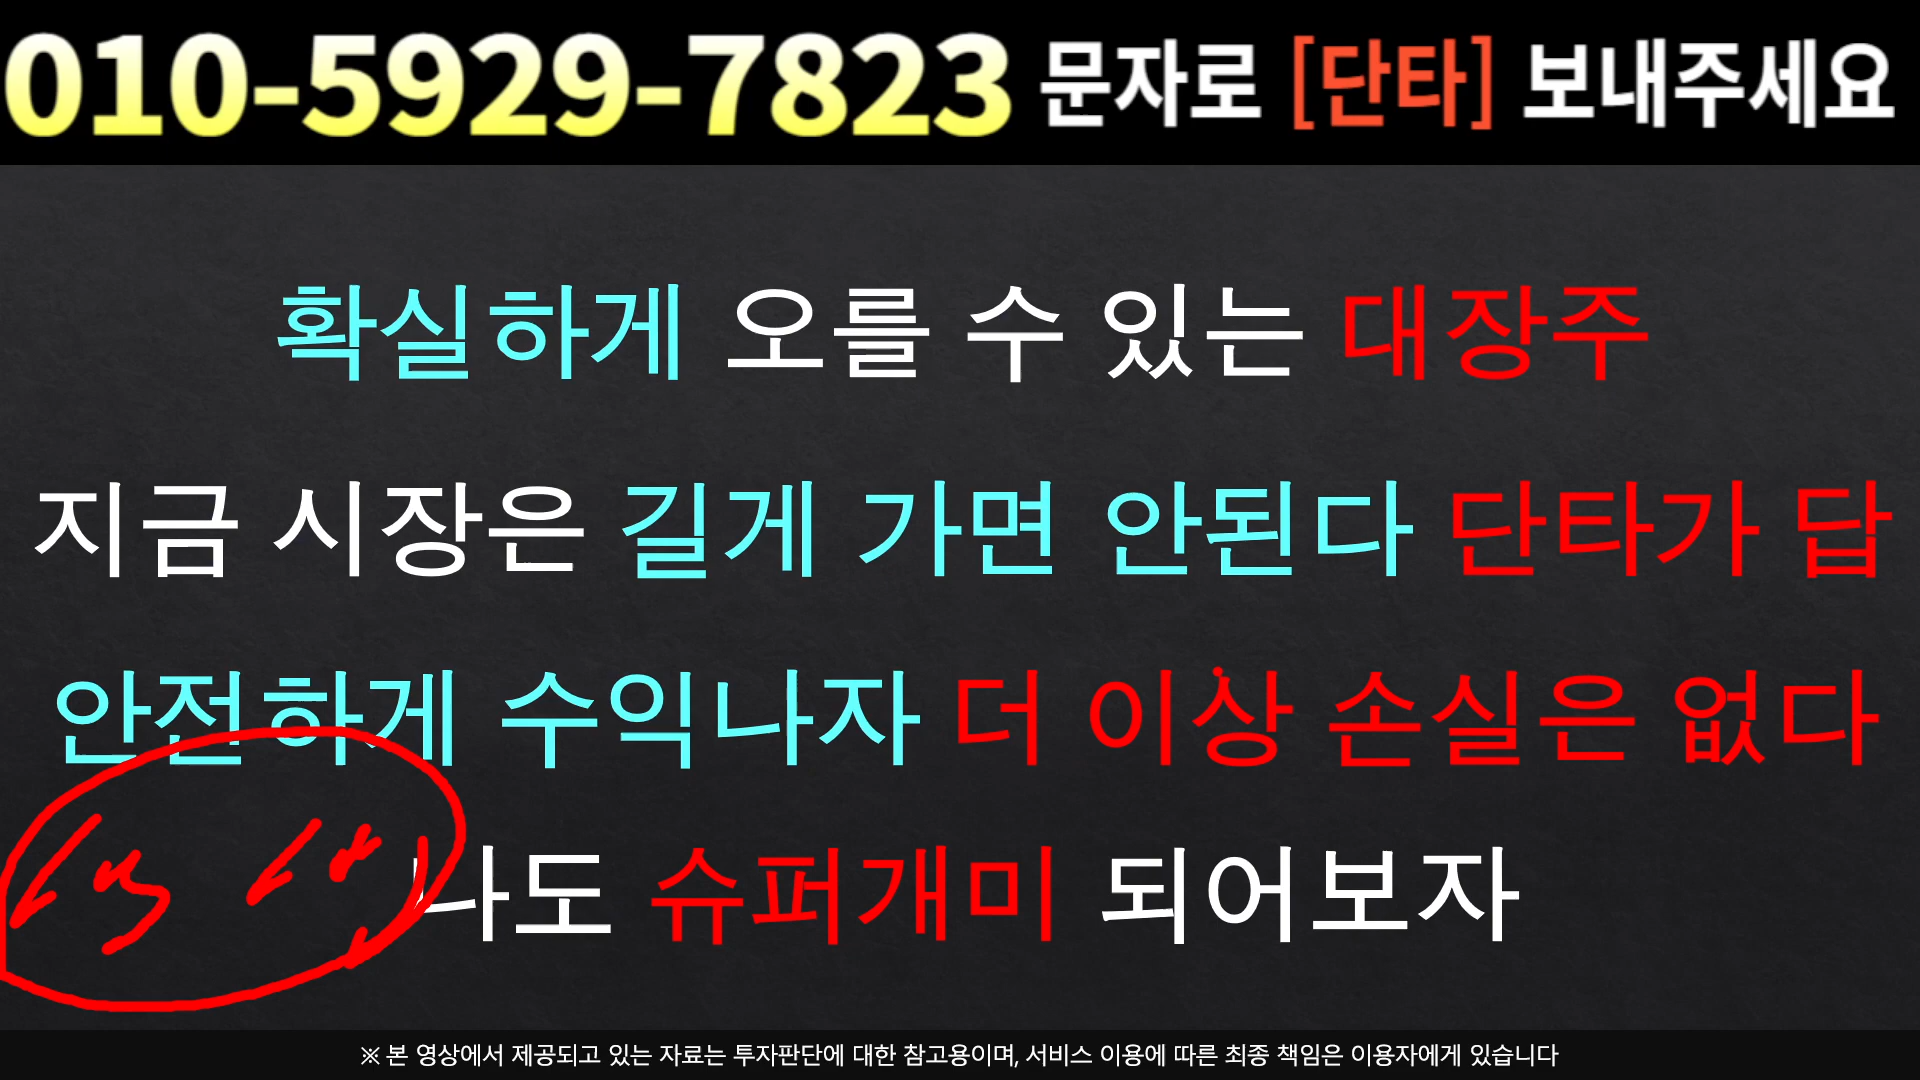 010-5929-7823 문자로 [단타] 보내주세요
확실하게 오를 수 있는 대장주
지금 시장은 길게 가면 안된다 단타가 답
안전하게 수익나자 더 이상 손실은 없다
나도 슈퍼개미 되어보자
※ 본 영상에서 제공되고 있는 자료는 투자판단에 대한 참고용이며, 서비스 이용에 따른 최종 책임은 이용자에게 있습니다